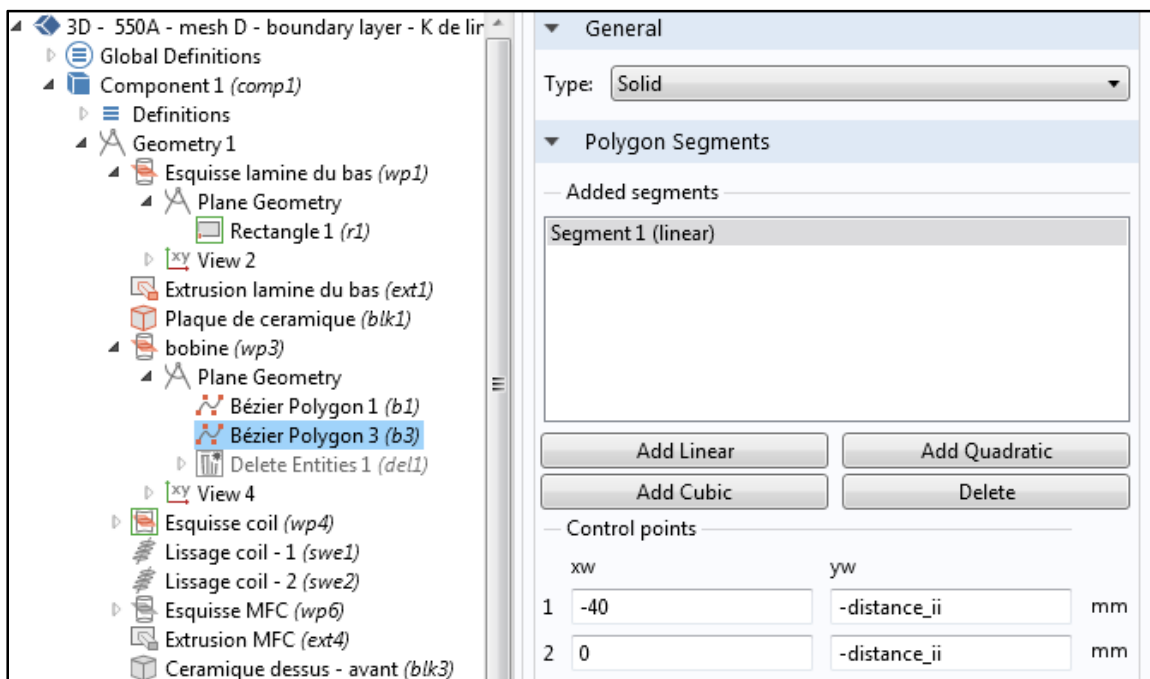 3D - 550A - mesh D - boundary layer - K de lir
Global Definitions
Component 1 (comp1)
Definitions
Geometry 1
Esquisse lamine du bas (wp1)
Plane Geometry
Rectangle 1 (r1)
xy View 2
Extrusion lamine du bas (ext1)
Plaque de ceramique (blk1)
bobine (wp3)
Plane Geometry
Bézier Polygon 1 (b1)
Bézier Polygon 3 (b3)
Delete Entities 1 (del1)
xy View 4
Esquisse coil (wp4)
Lissage coil - 1 (swe1)
Lissage coil - 2 (swe2)
Esquisse MFC (wp6)
Extrusion MFC (ext4)
Ceramique dessus - avant (blk3)
General
Type: Solid
Polygon Segments
Added segments
Segment 1 (linear)
Add Linear Add Quadratic
Add Cubic Delete
Control points
xw yw
1 -40 -distance_ii mm
2 0 -distance_ii mm